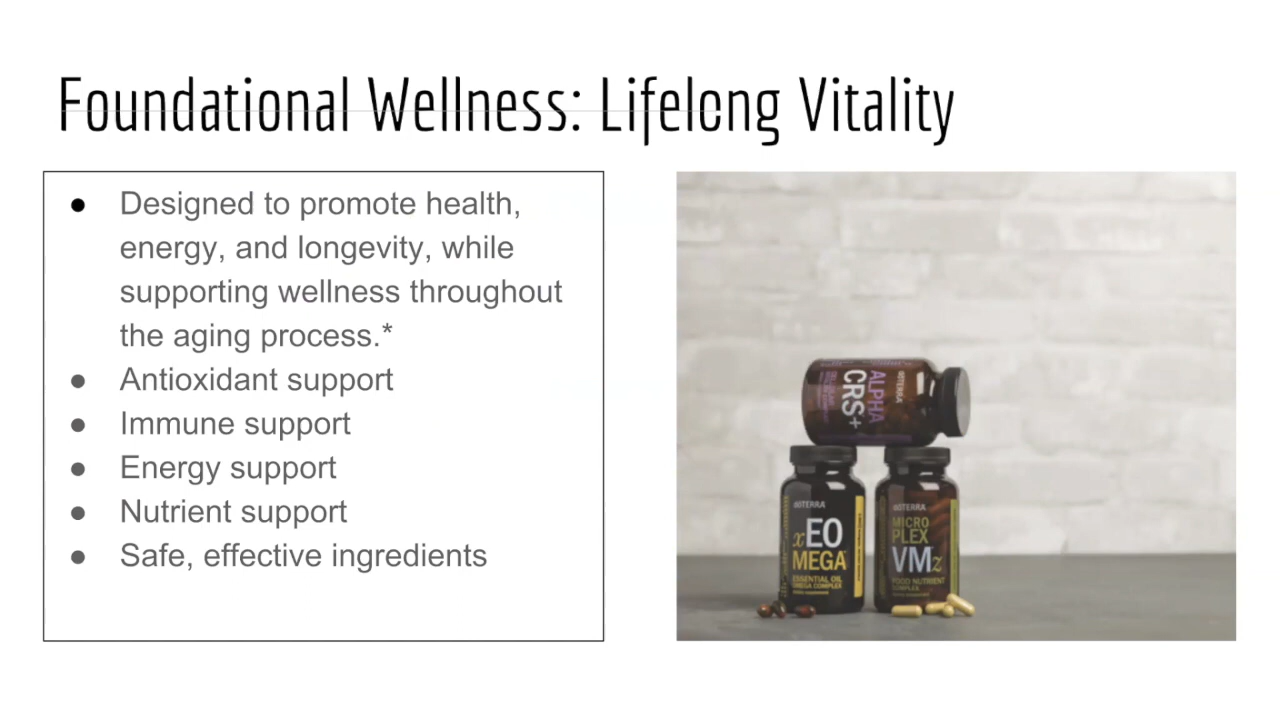 Foundational Wellness: Lifelong Vitality
● Designed to promote health,
energy, and longevity, while
supporting wellness throughout
the aging process.*
● Antioxidant support
● Immune support
● Energy support
● Nutrient support
● Safe, effective ingredients
dōTERRA
ALPHA
CRS+
dōTERRA
xEO
MEGA
ESSENTIAL OIL
OMEGA COMPLEX
dōTERRA
MICRO
PLEX
VMz
FOOD NUTRIENT
COMPLEX